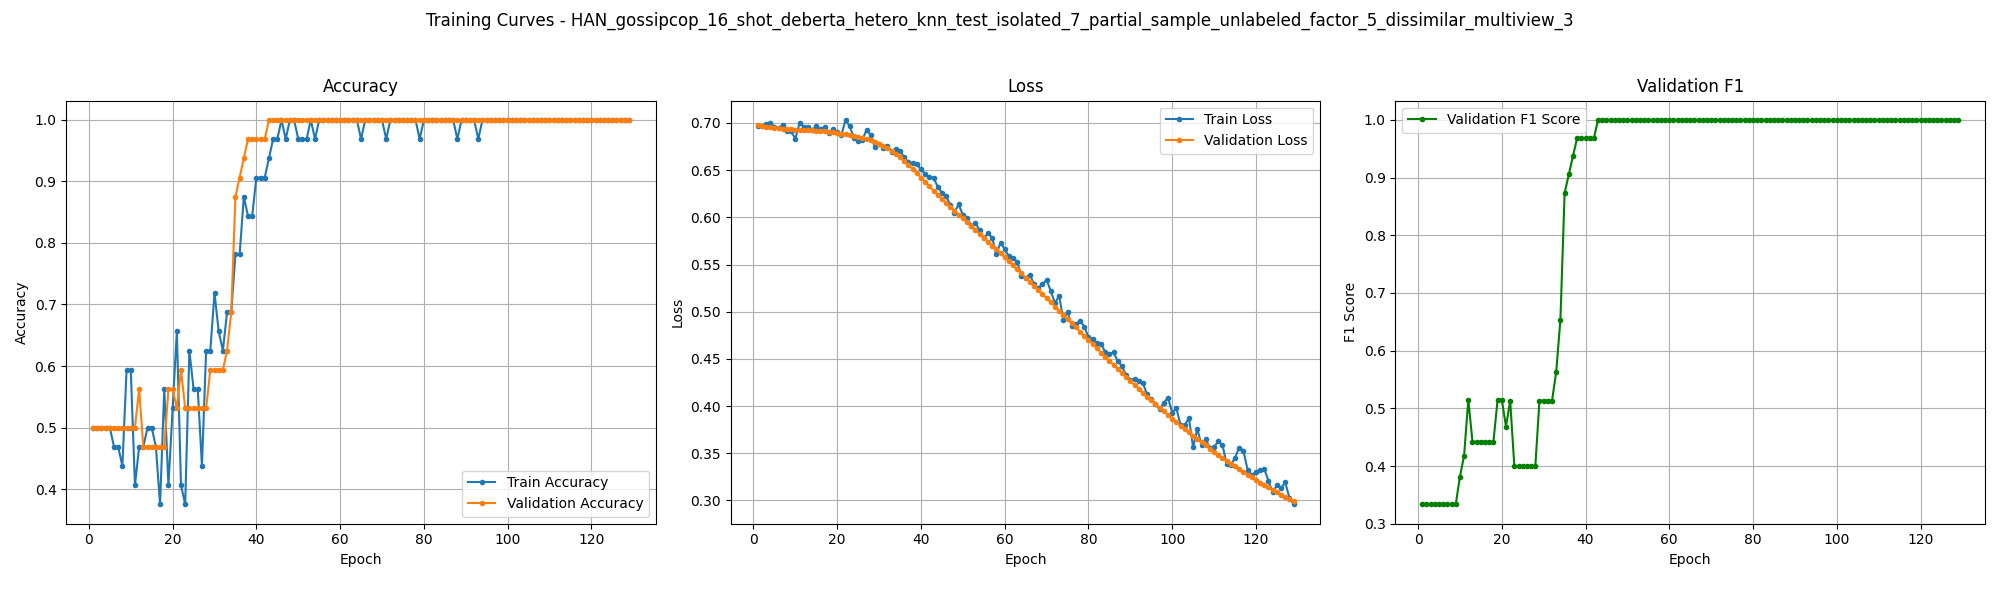 Training Curves - HAN_gossipcop_16_shot_deberta_hetero_knn_test_isolated_7_partial_sample_unlabeled_factor_5_dissimilar_multiview_3
Accuracy
1.0
0.9
0.8
0.7
0.6
0.5
0.4
Accuracy
Train Accuracy
Validation Accuracy
0 20 40 60 80 100 120
Epoch
Loss
0.70
0.65
0.60
0.55
0.50
0.45
0.40
0.35
0.30
Loss
Train Loss
Validation Loss
0 20 40 60 80 100 120
Epoch
Validation F1
1.0
0.9
0.8
0.7
0.6
0.5
0.4
0.3
F1 Score
Validation F1 Score
0 20 40 60 80 100 120
Epoch